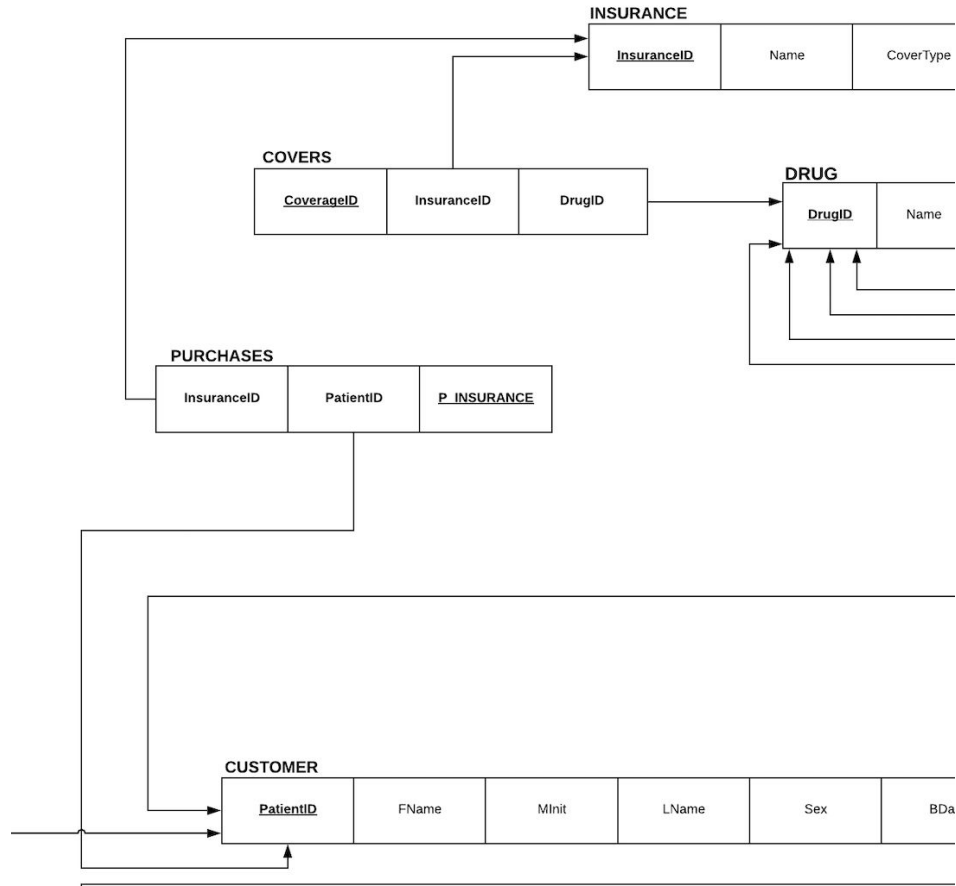 INSURANCE
InsuranceID Name CoverType
COVERS
CoverageID InsuranceID DrugID
DRUG
DrugID Name
PURCHASES
InsuranceID PatientID P_INSURANCE
CUSTOMER
PatientID FName MInit LName Sex BDa